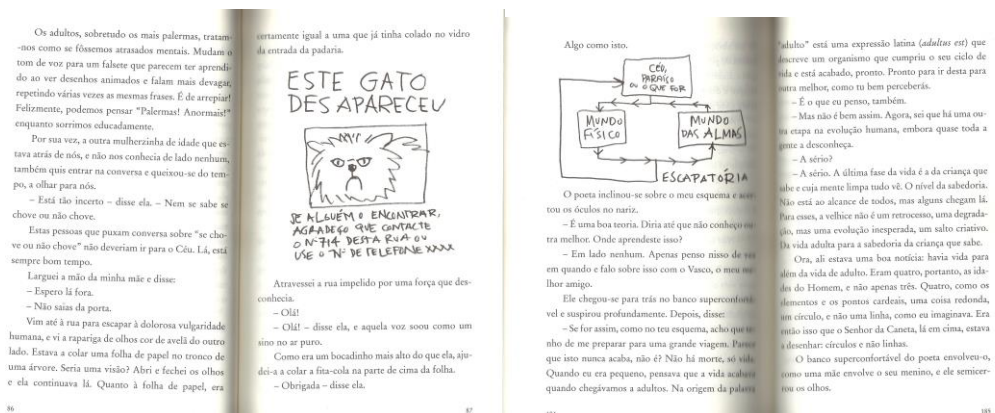 Os adultos, sobretudo os mais palermas, tratam-
-nos como se fôssemos atrasados mentais. Mudam o
tom de voz para um falsete que parecem ter aprendi-
do ao ver desenhos animados e falam mais devagar,
repetindo várias vezes as mesmas frases. É de arrepiar!
Felizmente, podemos pensar "Palermas! Anormais!"
enquanto sorrimos educadamente.
Por sua vez, a outra mulherzinha de idade que es-
tava atrás de nós, e não nos conhecia de lado nenhum,
também quis entrar na conversa e queixou-se do tem-
po, a olhar para nós.
– Está tão incerto – disse ela. – Nem se sabe se
chove ou não chove.
Estas pessoas que puxam conversa sobre "se cho-
ve ou não chove" não deveriam ir para o Céu. Lá, está
sempre bom tempo.
Larguei a mão da minha mãe e disse:
– Espero lá fora.
– Não saias da porta.
Vim até à rua para escapar à dolorosa vulgaridade
humana, e vi a rapariga de olhos cor de avelã do outro
lado. Estava a colar uma folha de papel no tronco de
uma árvore. Seria uma visão? Abri e fechei os olhos
e ela continuava lá. Quanto à folha de papel, era
86
certamente igual a uma que já tinha colado no vidro
da entrada da padaria.
ESTE GATO
DESAPARECEU
SE ALGUÉM O ENCONTRAR,
AGRADEÇO QUE CONTACTE
O Nº 714 DESTA RUA OU
USE O Nº DE TELEFONE XXXX
Atravessei a rua impelido por uma força que des-
conhecia.
– Olá!
– Olá! – disse ela, e aquela voz soou como um
sino no ar puro.
Como era um bocadinho mais alto do que ela, aju-
dei-a a colar a fita-cola na parte de cima da folha.
– Obrigada – disse ela.
87
Algo como isto.
CÉU,
PARAÍSO
OU O QUE FOR
MUNDO
FÍSICO
MUNDO
DAS ALMAS
ESCAPATÓRIA
O poeta inclinou-se sobre o meu esquema e acer-
tou os óculos no nariz.
– É uma boa teoria. Diria até que não conheço ou-
tra melhor. Onde aprendeste isso?
– Em lado nenhum. Apenas penso nisso de vez
em quando e falo sobre isso com o Vasco, o meu me-
lhor amigo.
Ele chegou-se para trás no banco superconfortá-
vel e suspirou profundamente. Depois, disse:
– Se for assim, como no teu esquema, acho que te-
nho de me preparar para uma grande viagem. Parece
que isto nunca acaba, não é? Não há morte, só vida.
Quando eu era pequeno, pensava que a vida acabava
quando chegávamos a adultos. Na origem da palavra
"adulto" está uma expressão latina (adultus est) que
descreve um organismo que cumpriu o seu ciclo de
vida e está acabado, pronto. Pronto para ir desta para
outra melhor, como tu bem perceberás.
– É o que eu penso, também.
– Mas não é bem assim. Agora, sei que há uma ou-
tra etapa na evolução humana, embora quase toda a
gente a desconheça.
– A sério?
– A sério. A última fase da vida é a da criança que
sabe e cuja mente limpa tudo vê. O nível da sabedoria.
Não está ao alcance de todos, mas alguns chegam lá.
Para esses, a velhice não é um retrocesso, uma degrada-
ção, mas uma evolução inesperada, um salto criativo.
Da vida adulta para a sabedoria da criança que sabe.
Ora, ali estava uma boa notícia: havia vida para
além da vida de adulto. Eram quatro, portanto, as ida-
des do Homem, e não apenas três. Quatro, como os
elementos e os pontos cardeais, uma coisa redonda,
um círculo, e não uma linha, como eu imaginava. Era
então isso que o Senhor da Caneta, lá em cima, estava
a desenhar: círculos e não linhas.
O banco superconfortável do poeta envolveu-o,
como uma mãe envolve o seu menino, e ele semicer-
rou os olhos.